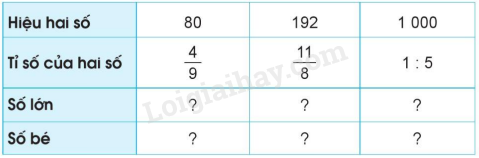 Hiệu hai số 80 192 1 000
Tỉ số của hai số 4/9 11/8 1 : 5
Số lớn ? ? ?
Số bé ? ? ?
Loigiaihay.com